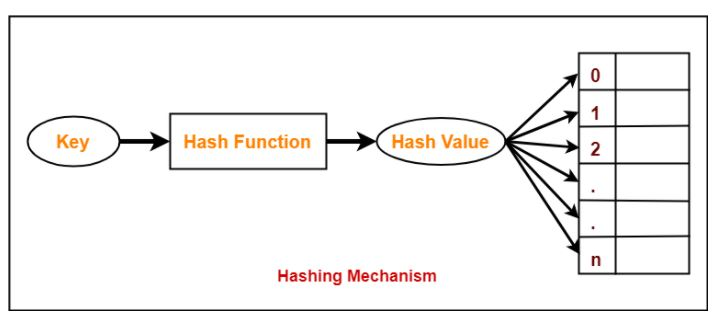 Key
Hash Function
Hash Value
0
1
2
.
.
n
Hashing Mechanism